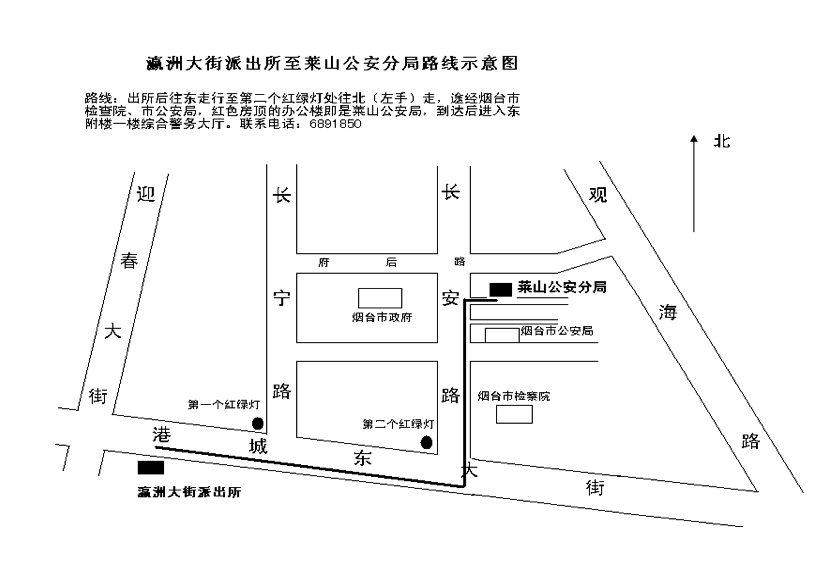 瀛洲大街派出所至莱山公安分局路线示意图
路线：出所后往东走行至第二个红绿灯处往北（左手）走，途经烟台市
检查院、市公安局，红色房顶的办公楼即是莱山公安局，到达后进入东
附楼一楼综合警务大厅。联系电话：6891850
北
迎春大街
长宁路
长安路
观海路
府后路
莱山公安分局
烟台市政府
烟台市公安局
烟台市检察院
第一个红绿灯
第二个红绿灯
港城东大街
瀛洲大街派出所